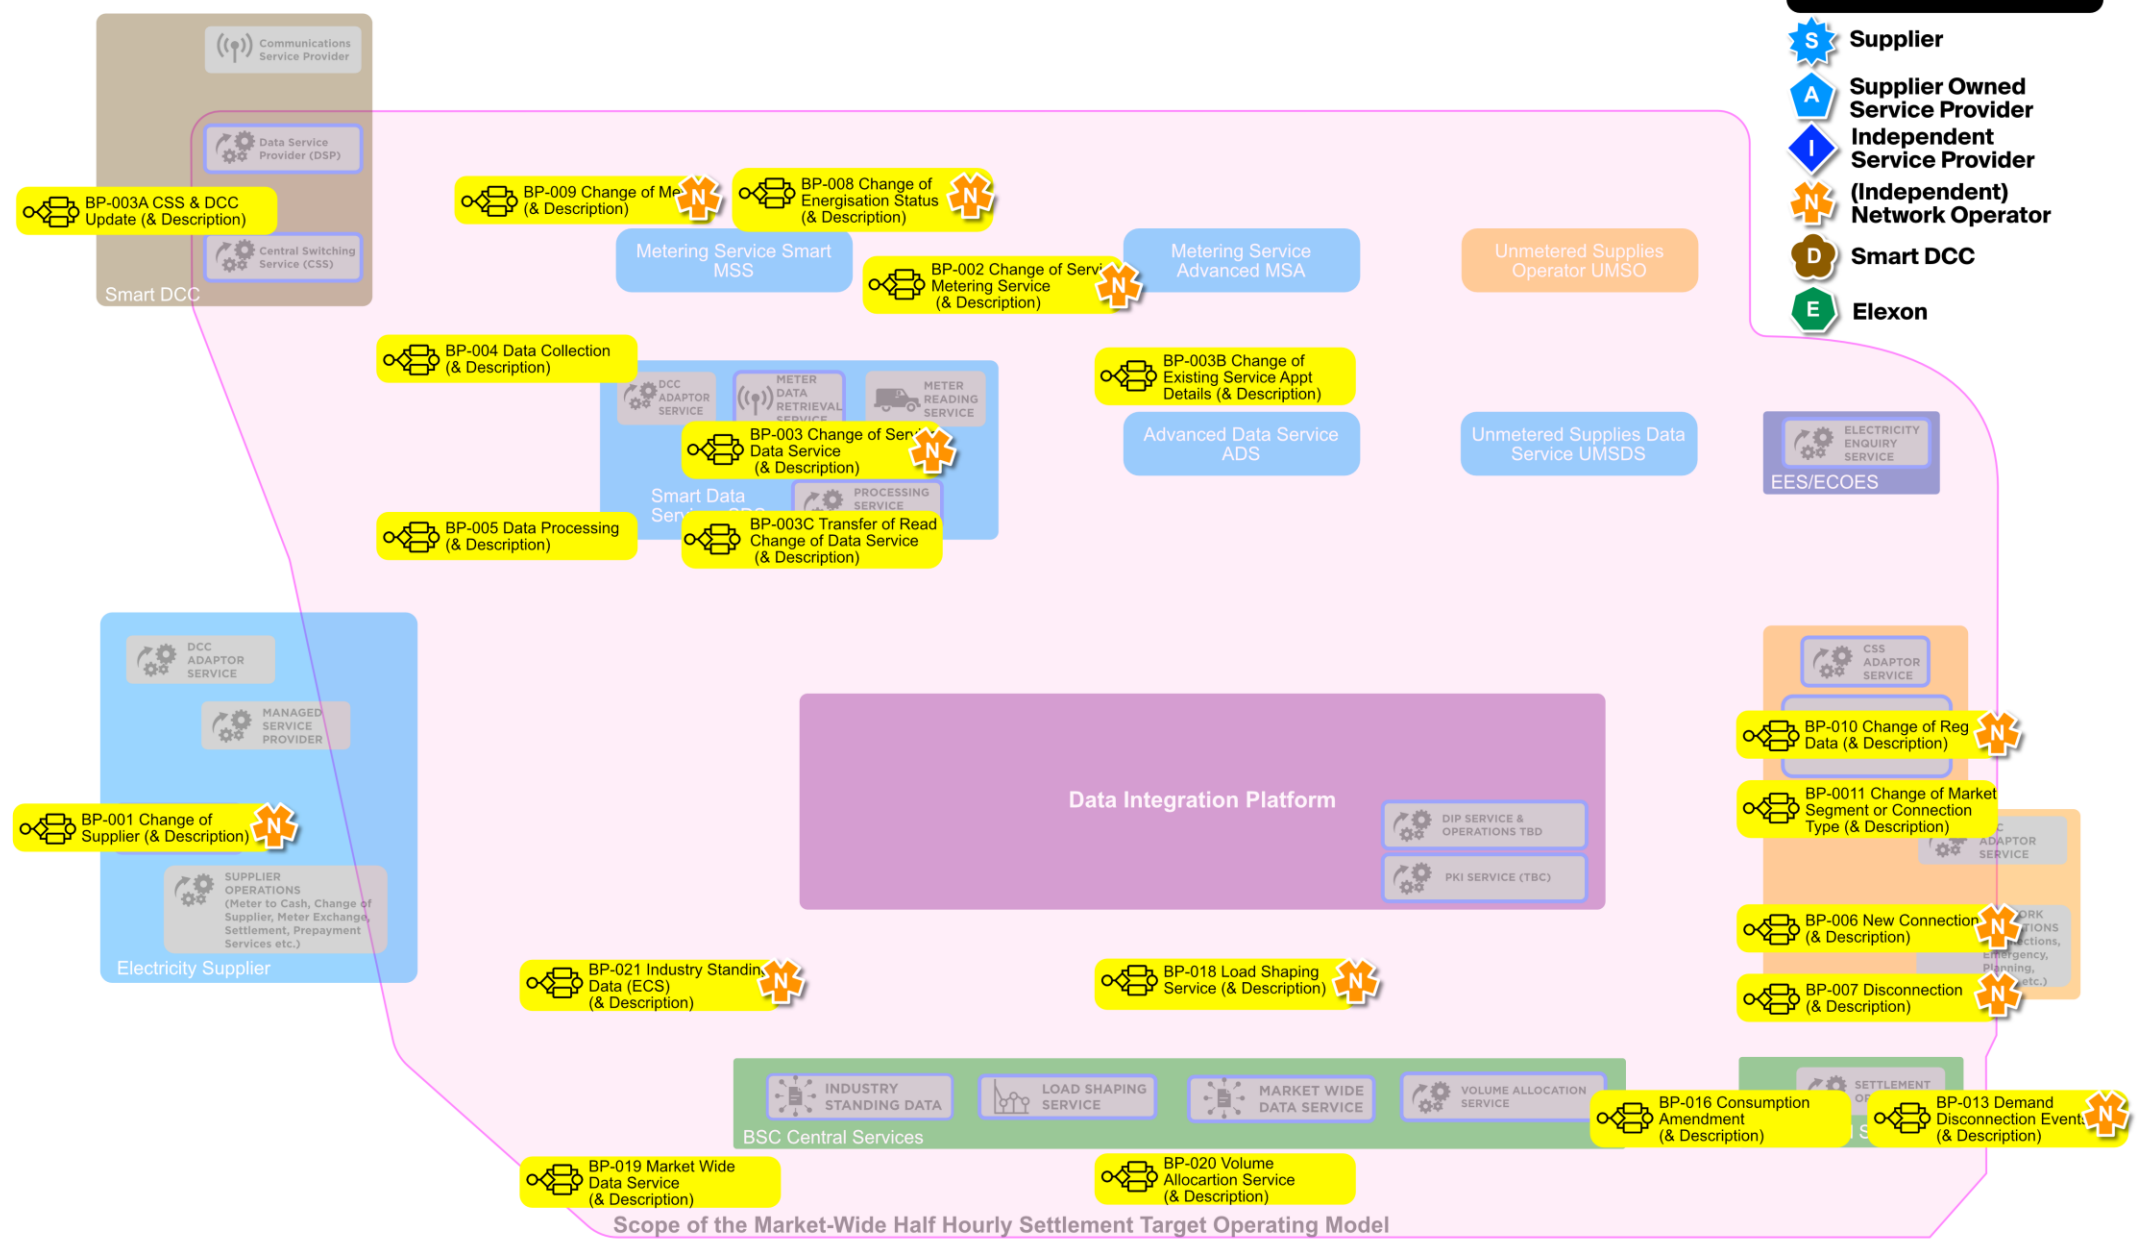 Communications
Service Provider
Data Service
Provider (DSP)
BP-003A CSS & DCC
Update (& Description)
Central Switching
Service (CSS)
Smart DCC
S
Supplier
A
Supplier Owned
Service Provider
I
Independent
Service Provider
N
(Independent)
Network Operator
D
Smart DCC
E
Elexon
BP-009 Change of
(& Description)
N
BP-008 Change of
Energisation Status
(& Description)
N
Metering Service Smart
MSS
BP-002 Change of
Metering Service
(& Description)
N
Metering Service
Advanced MSA
Unmetered Supplies
Operator UMSO
BP-004 Data Collection
(& Description)
DCC
ADAPTOR
SERVICE
METER
DATA
RETRIEVAL
SERVICE
METER
READING
SERVICE
BP-003 Change of
Data Service
(& Description)
N
BP-003B Change of
Existing Service Appt
Details (& Description)
Advanced Data Service
ADS
Unmetered Supplies Data
Service UMSDS
ELECTRICITY
ENQUIRY
SERVICE
EES/ECOES
Smart Data
PROCESSING
SERVICE
BP-005 Data Processing
(& Description)
BP-003C Transfer of Read
Change of Data Service
(& Description)
DCC
ADAPTOR
SERVICE
MANAGED
SERVICE
PROVIDER
BP-001 Change of
Supplier (& Description)
N
SUPPLIER
OPERATIONS
(Meter to Cash, Change of
Supplier, Meter Exchange,
Settlement, Prepayment
Services etc.)
Electricity Supplier
Data Integration Platform
DIP SERVICE &
OPERATIONS TBD
PKI SERVICE (TBC)
CSS
ADAPTOR
SERVICE
BP-010 Change of Reg
Data (& Description)
N
BP-0011 Change of Market
Segment or Connection
Type (& Description)
ADAPTOR
SERVICE
BP-006 New Connection
(& Description)
N
Emergency,
Planning,
etc.)
BP-007 Disconnection
(& Description)
N
BP-021 Industry Standing
Data (ECS)
(& Description)
N
BP-018 Load Shaping
Service (& Description)
N
INDUSTRY
STANDING DATA
LOAD SHAPING
SERVICE
MARKET WIDE
DATA SERVICE
VOLUME ALLOCATION
SERVICE
BSC Central Services
SETTLEMENT
BP-016 Consumption
Amendment
(& Description)
BP-013 Demand
Disconnection Events
(& Description)
N
BP-019 Market Wide
Data Service
(& Description)
BP-020 Volume
Allocartion Service
(& Description)
Scope of the Market-Wide Half Hourly Settlement Target Operating Model